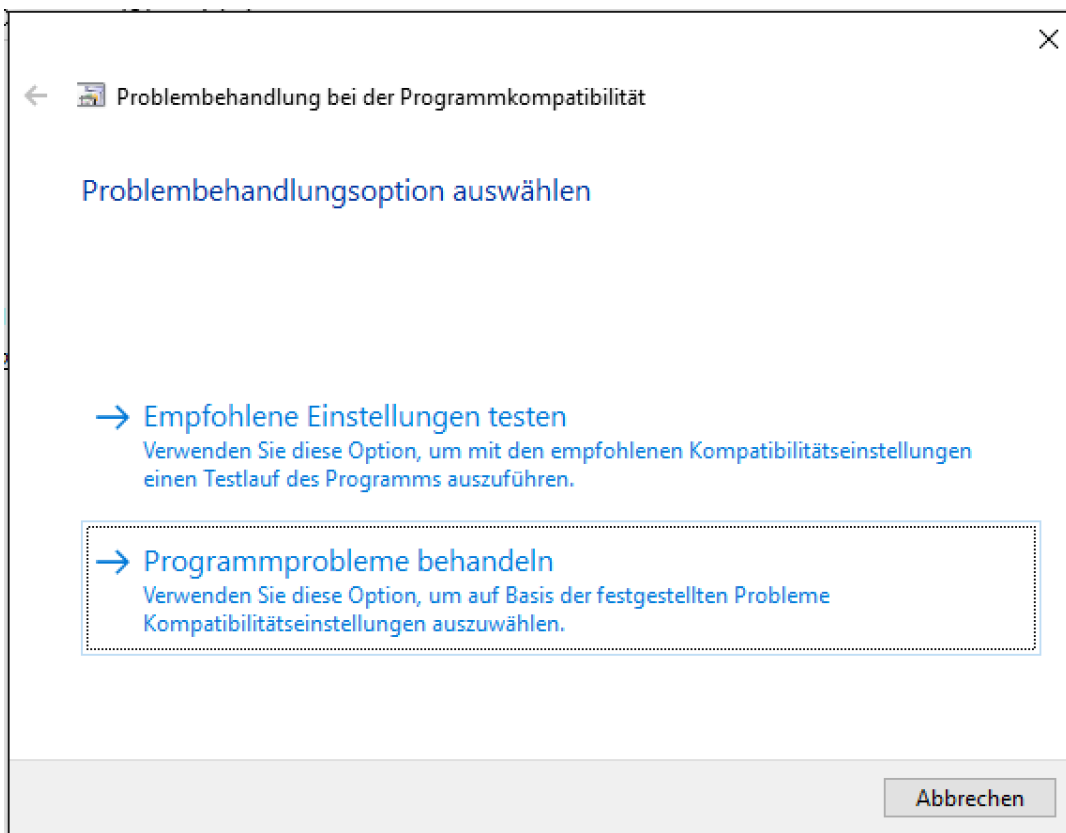 Problembehandlung bei der Programmkompatibilität
Problembehandlungsoption auswählen
Empfohlene Einstellungen testen
Verwenden Sie diese Option, um mit den empfohlenen Kompatibilitätseinstellungen
einen Testlauf des Programms auszuführen.
Programmprobleme behandeln
Verwenden Sie diese Option, um auf Basis der festgestellten Probleme
Kompatibilitätseinstellungen auszuwählen.
Abbrechen